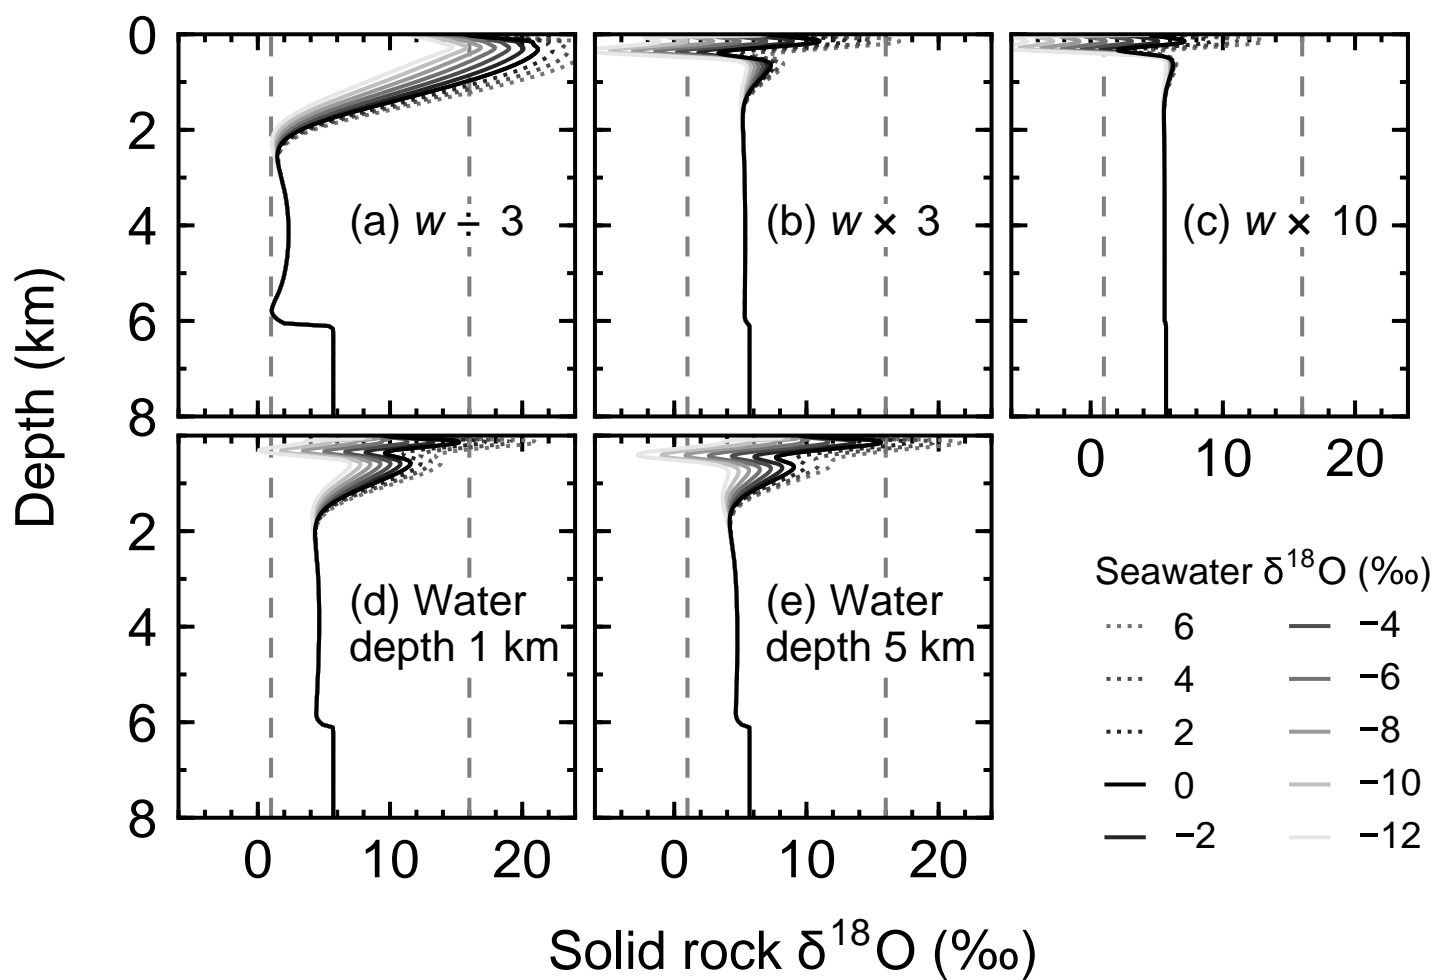 0
2
4
6
8
(a) w ÷ 3
(b) w × 3
(c) w × 10
0 10 20
Depth (km)
2
4
6
8
(d) Water
depth 1 km
(e) Water
depth 5 km
0 10 20
0 10 20
Solid rock δ¹⁸O (‰)
Seawater δ¹⁸O (‰)
6 −4
4 −6
2 −8
0 −10
−2 −12